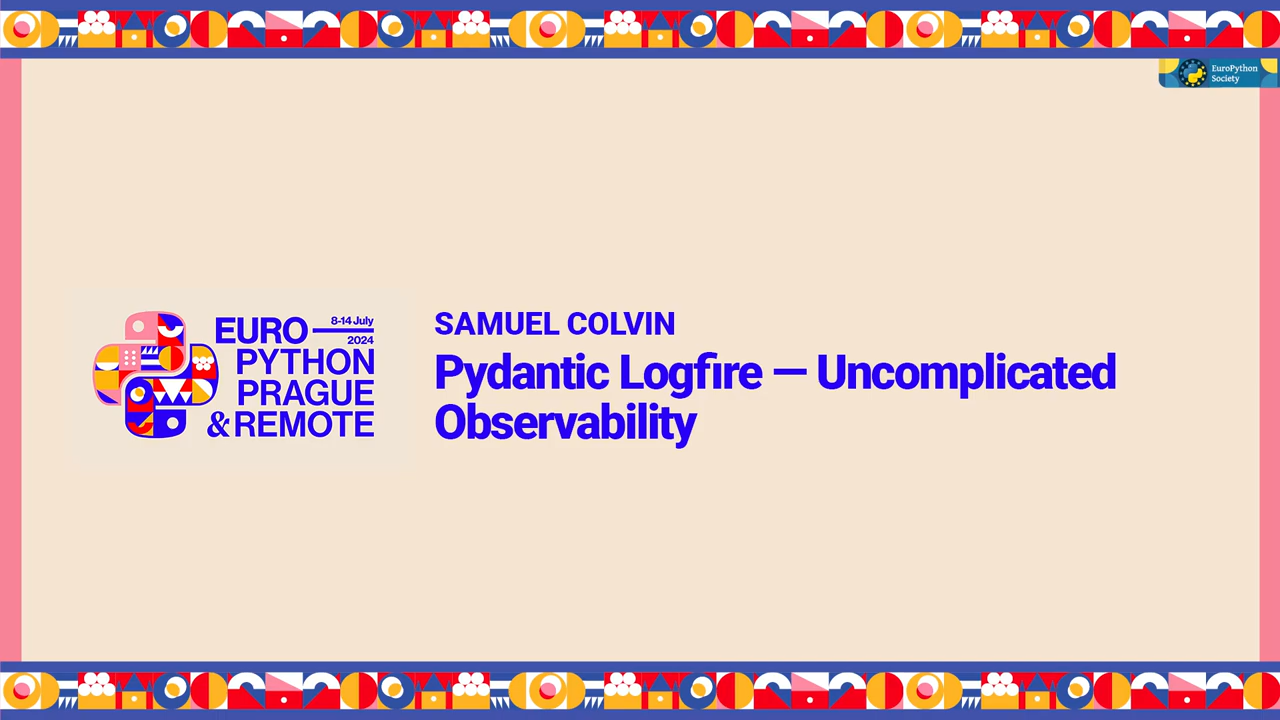 EuroPython
Society
EURO
8-14 July
2024
PYTHON
PRAGUE
&REMOTE
SAMUEL COLVIN
Pydantic Logfire — Uncomplicated
Observability